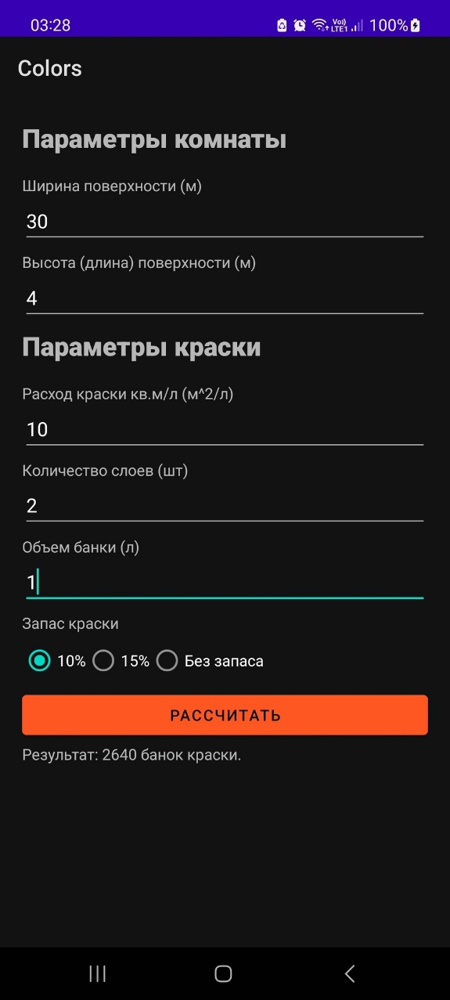 03:28 Vo)) LTE1 100%
Colors
Параметры комнаты
Ширина поверхности (м)
30
Высота (длина) поверхности (м)
4
Параметры краски
Расход краски кв.м/л (м^2/л)
10
Количество слоев (шт)
2
Объем банки (л)
1
Запас краски
10% 15% Без запаса
РАССЧИТАТЬ
Результат: 2640 банок краски.